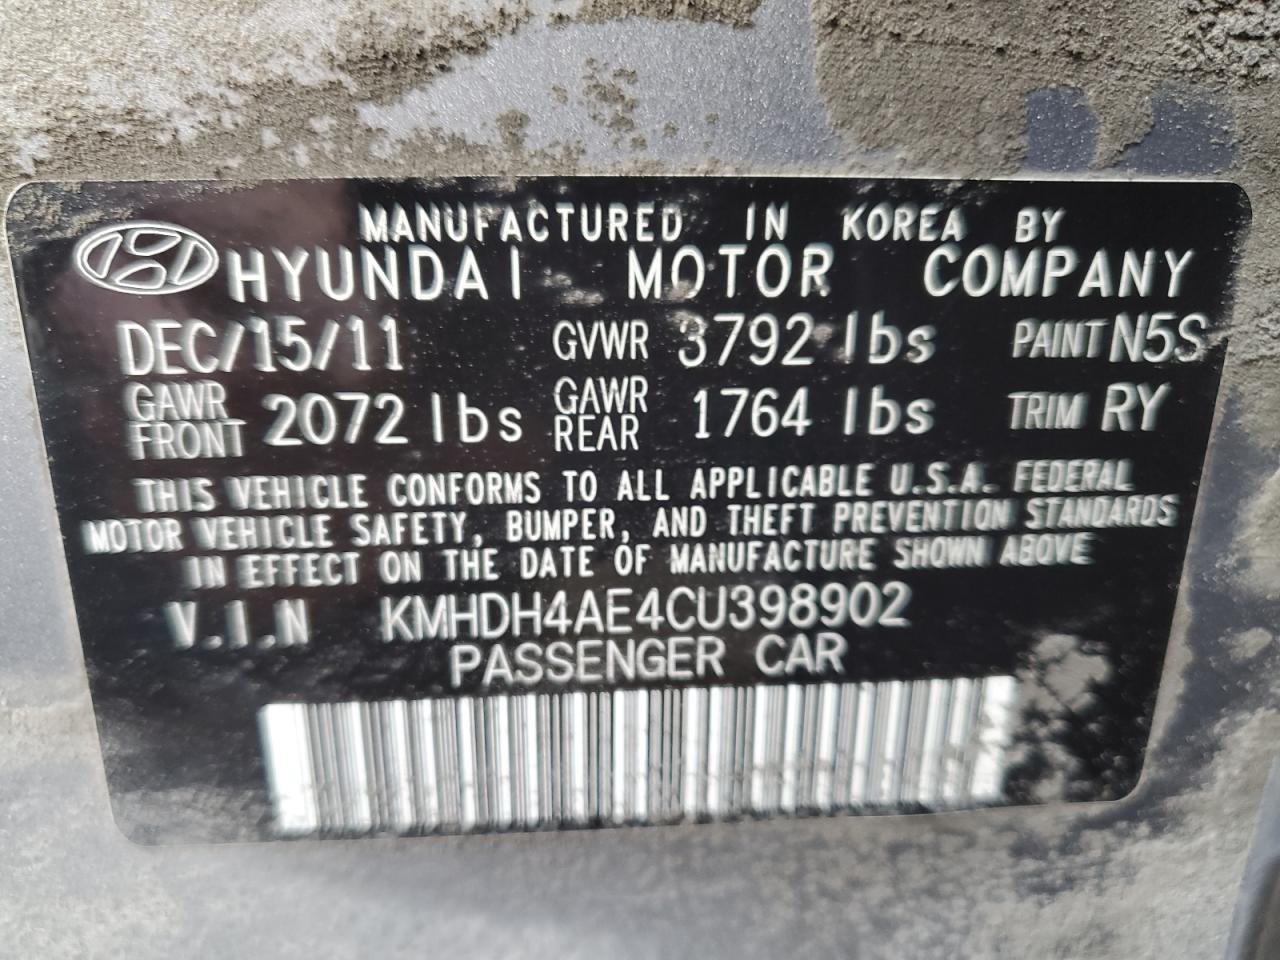 MANUFACTURED IN KOREA BY
HYUNDAI MOTOR COMPANY
DEC/15/11 GVWR 3792 lbs PAINT N5S
GAWR FRONT 2072 lbs GAWR REAR 1764 lbs TRIM RY
THIS VEHICLE CONFORMS TO ALL APPLICABLE U.S.A. FEDERAL
MOTOR VEHICLE SAFETY, BUMPER, AND THEFT PREVENTION STANDARDS
IN EFFECT ON THE DATE OF MANUFACTURE SHOWN ABOVE
V.I.N KMHDH4AE4CU398902
PASSENGER CAR